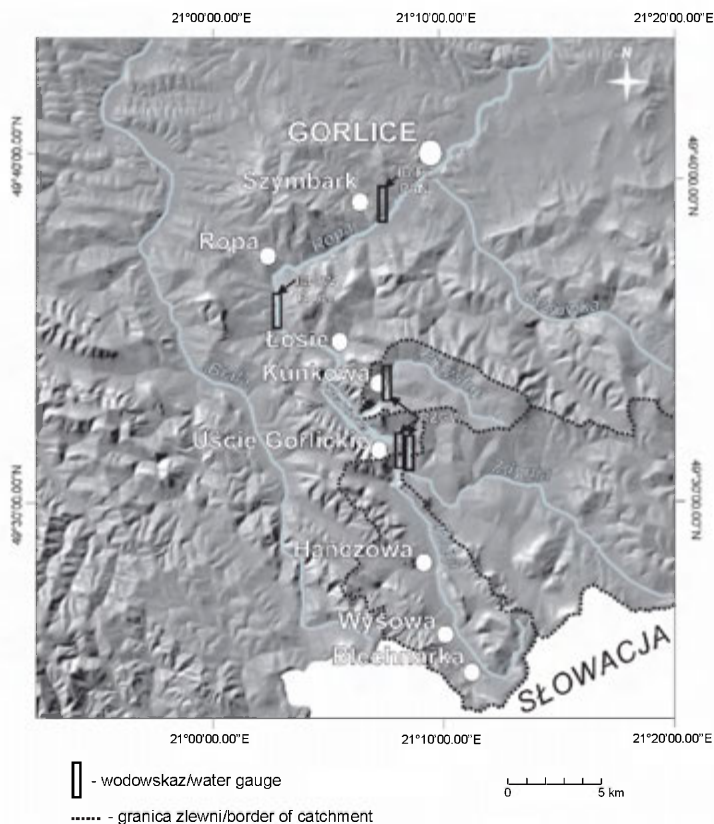 21°00'00.00"E
21°10'00.00"E
21°20'00.00"E
N
49°40'00.00"N
49°40'00.00"N
GORLICE
Szymbark
Ropa
Ropa
Łosie
Kunkowa
Uście Gorlickie
49°30'00.00"N
49°30'00.00"N
Hańczowa
Wysowa
Blechnarka
SŁOWACJA
21°00'00.00"E
21°10'00.00"E
21°20'00.00"E
- wodowskaz/water gauge
0 5 km
- granica zlewni/border of catchment